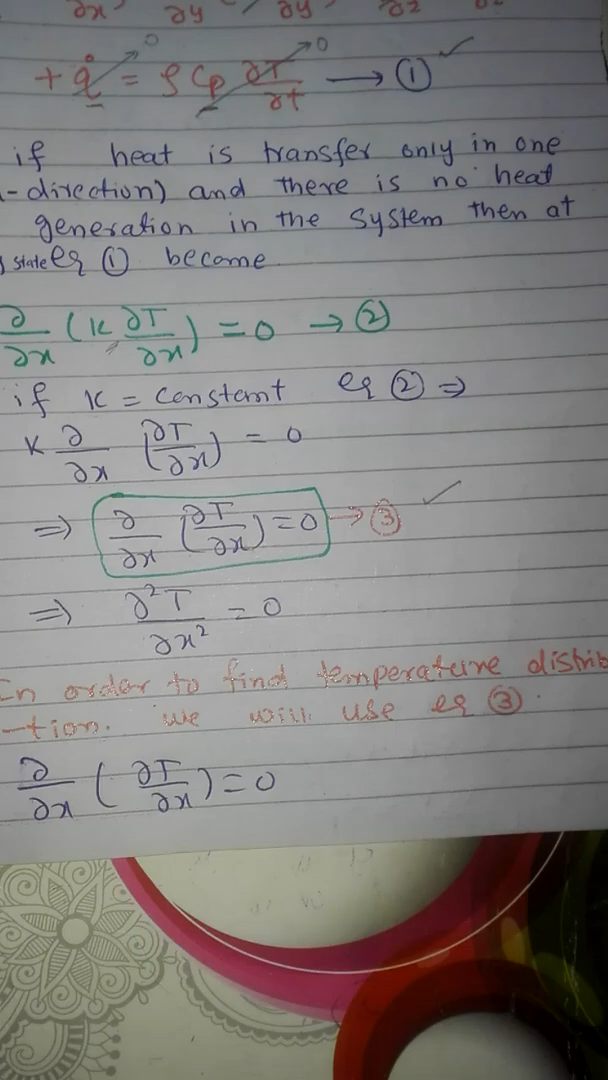 ∂x ∂y ∂y ∂z
+ q̇ ↗0 = ρ Cp ∂T/∂t ↗0 → ① ✓
if heat is transfer only in one
-direction) and there is no heat
generation in the system then at
state eq ① become
∂/∂x (K ∂T/∂x) = 0 → ②
if K = constant eq ② ⇒
K ∂/∂x (∂T/∂x) = 0
⇒ ∂/∂x (∂T/∂x) = 0 → ③ ✓
⇒ ∂²T/∂x² = 0
In order to find temperature distrib
-tion. we will use eq ③.
∂/∂x (∂T/∂x) = 0